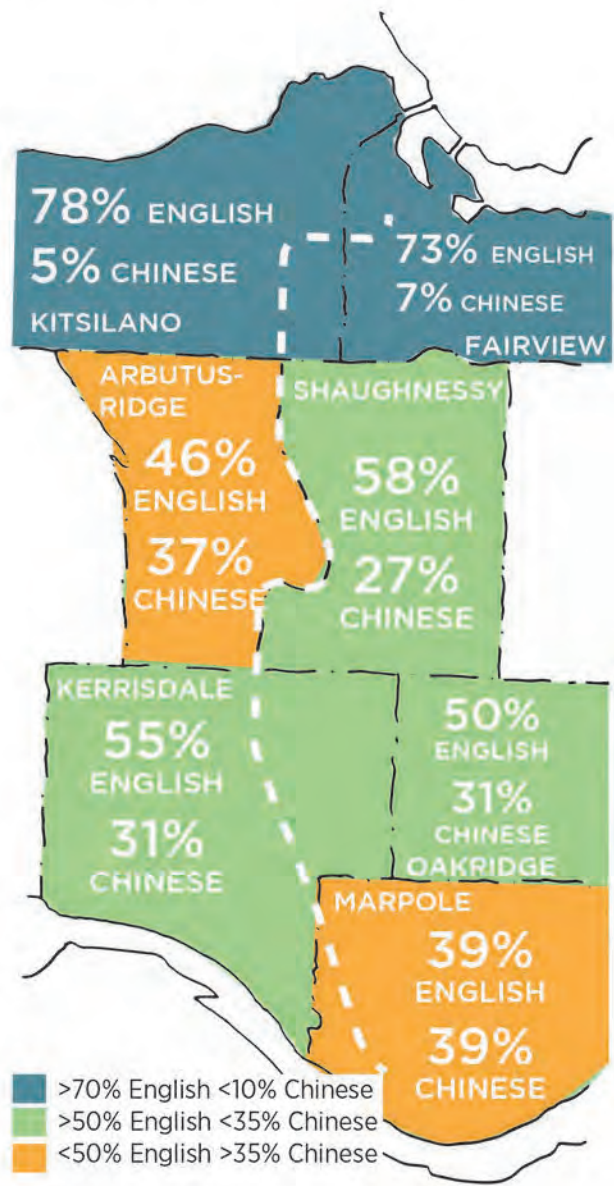 78% ENGLISH
5% CHINESE
KITSILANO
73% ENGLISH
7% CHINESE
FAIRVIEW
ARBUTUS-
RIDGE
46%
ENGLISH
37%
CHINESE
SHAUGHNESSY
58%
ENGLISH
27%
CHINESE
KERRISDALE
55%
ENGLISH
31%
CHINESE
50%
ENGLISH
31%
CHINESE
OAKRIDGE
MARPOLE
39%
ENGLISH
39%
CHINESE
>70% English <10% Chinese
>50% English <35% Chinese
<50% English >35% Chinese